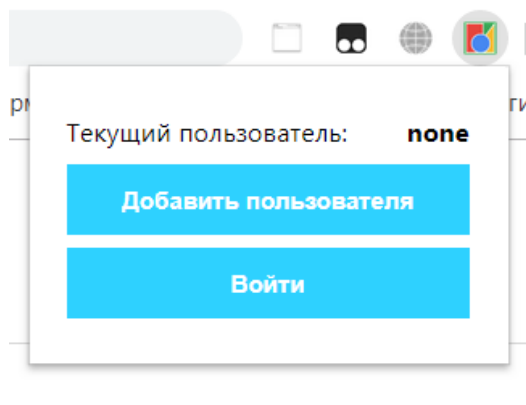 Текущий пользователь: none
Добавить пользователя
Войти